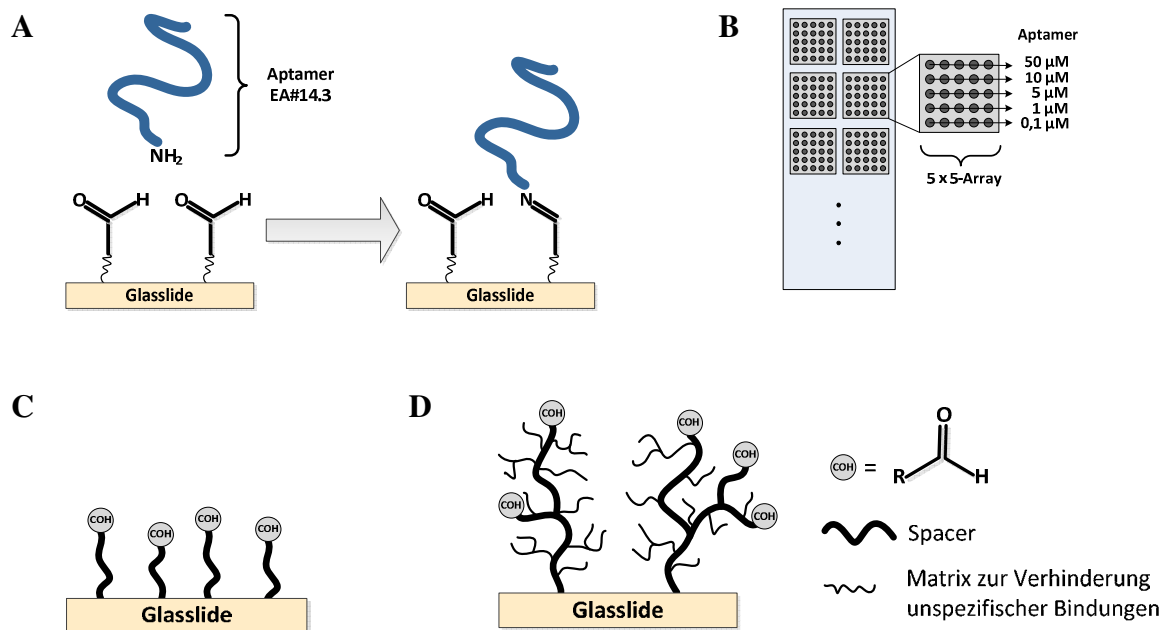 A
Aptamer
EA#14.3
NH2
O H O H
O H N
Glasslide
Glasslide
B
Aptamer
50 µM
10 µM
5 µM
1 µM
0,1 µM
5 x 5-Array
C
COH COH COH COH
Glasslide
D
COH
COH
COH
COH
COH
Glasslide
COH = R O H
Spacer
Matrix zur Verhinderung
unspezifischer Bindungen